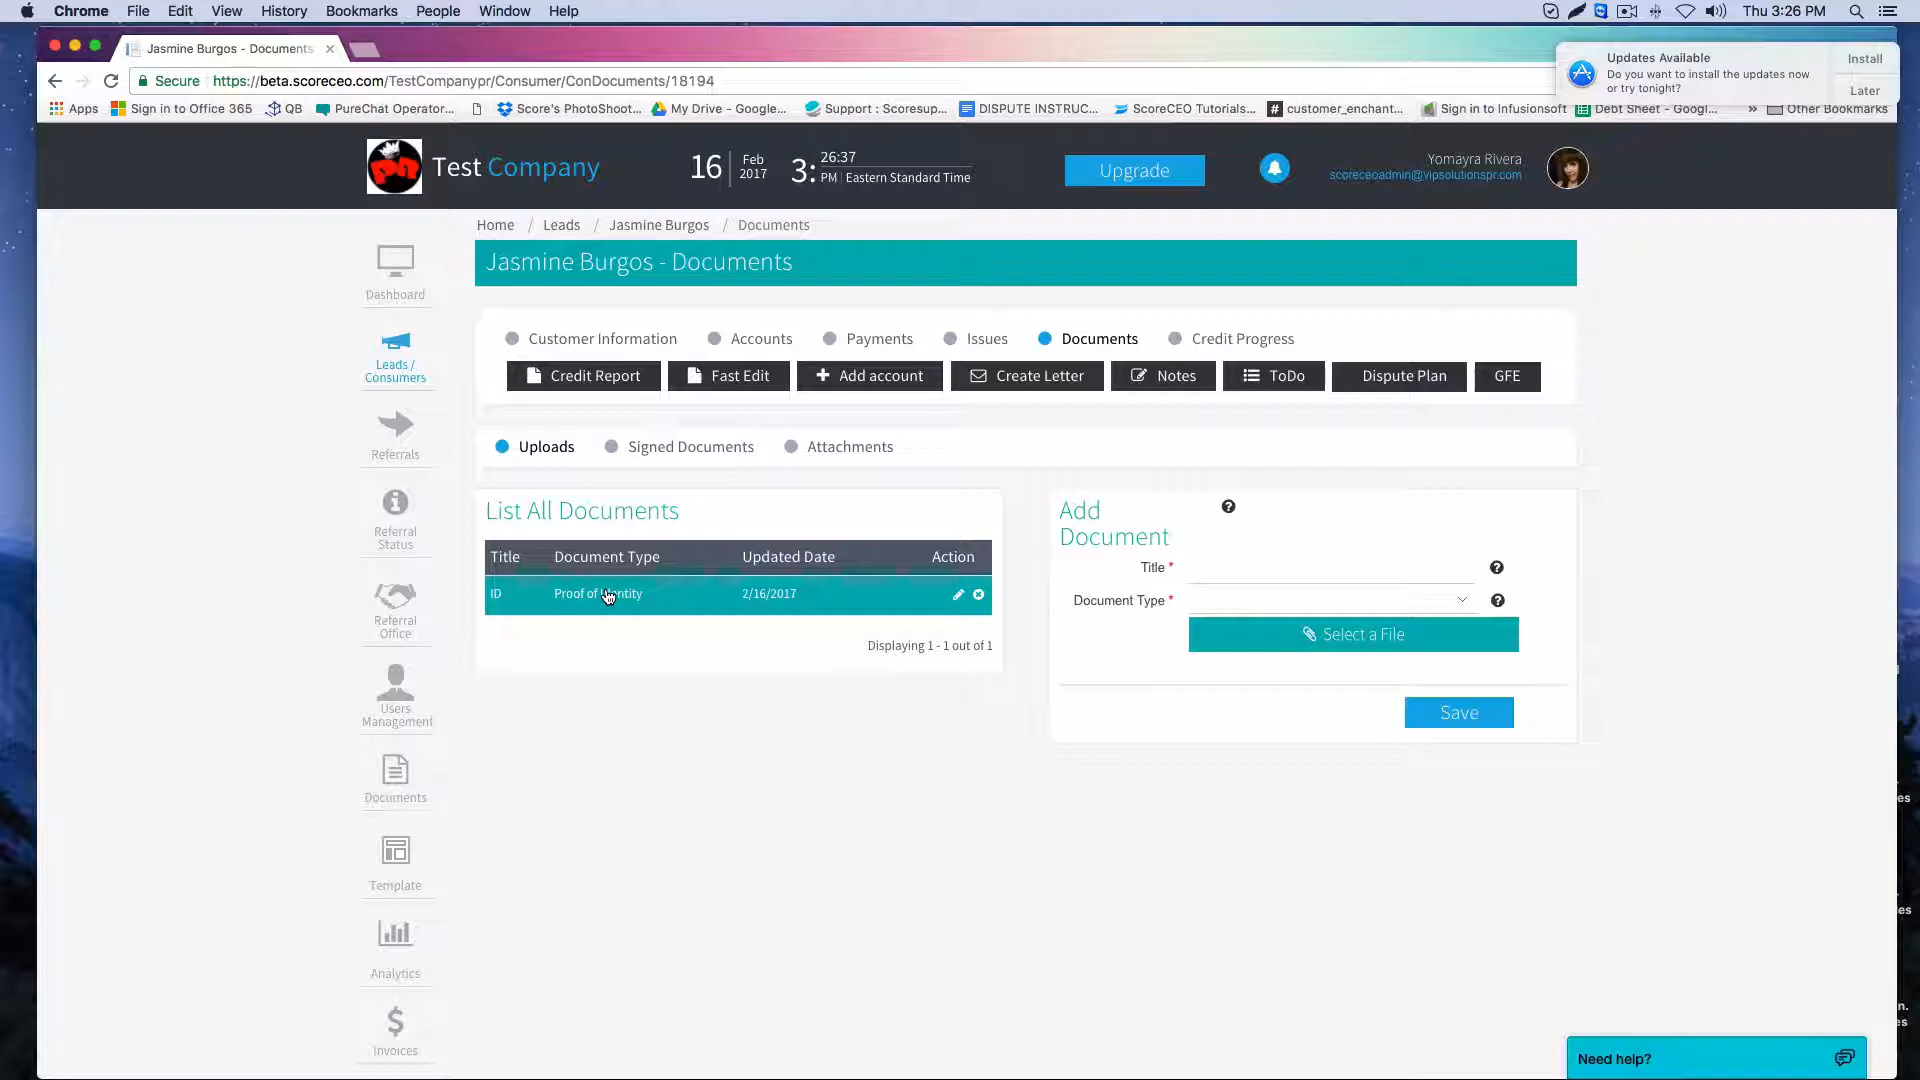 Chrome File Edit View History Bookmarks People Window Help
Thu 3:26 PM
Jasmine Burgos - Documents
Updates Available
Do you want to install the updates now
or try tonight?
Install
Later
Secure https://beta.scoreceo.com/TestCompanypr/Consumer/ConDocuments/18194
Apps Sign in to Office 365 QB PureChat Operator... Score's PhotoShoot... My Drive - Google... Support : Scoresup... DISPUTE INSTRUC... ScoreCEO Tutorials... customer_enchant... Sign in to Infusionsoft Debt Sheet - Googl... » Other Bookmarks
Test Company
16 Feb 2017
3: 26:37 PM Eastern Standard Time
Upgrade
Yomayra Rivera
scoreceoadmin@vipsolutionspr.com
Home / Leads / Jasmine Burgos / Documents
Jasmine Burgos - Documents
Customer Information Accounts Payments Issues Documents Credit Progress
Credit Report Fast Edit Add account Create Letter Notes ToDo Dispute Plan GFE
Uploads Signed Documents Attachments
List All Documents
Title Document Type Updated Date Action
ID Proof of 2/16/2017
Displaying 1 - 1 out of 1
Add
Document
Title *
Document Type *
Select a File
Save
Dashboard
Leads /
Consumers
Referrals
Referral
Status
Referral
Office
Users
Management
Documents
Template
Analytics
Invoices
Need help?